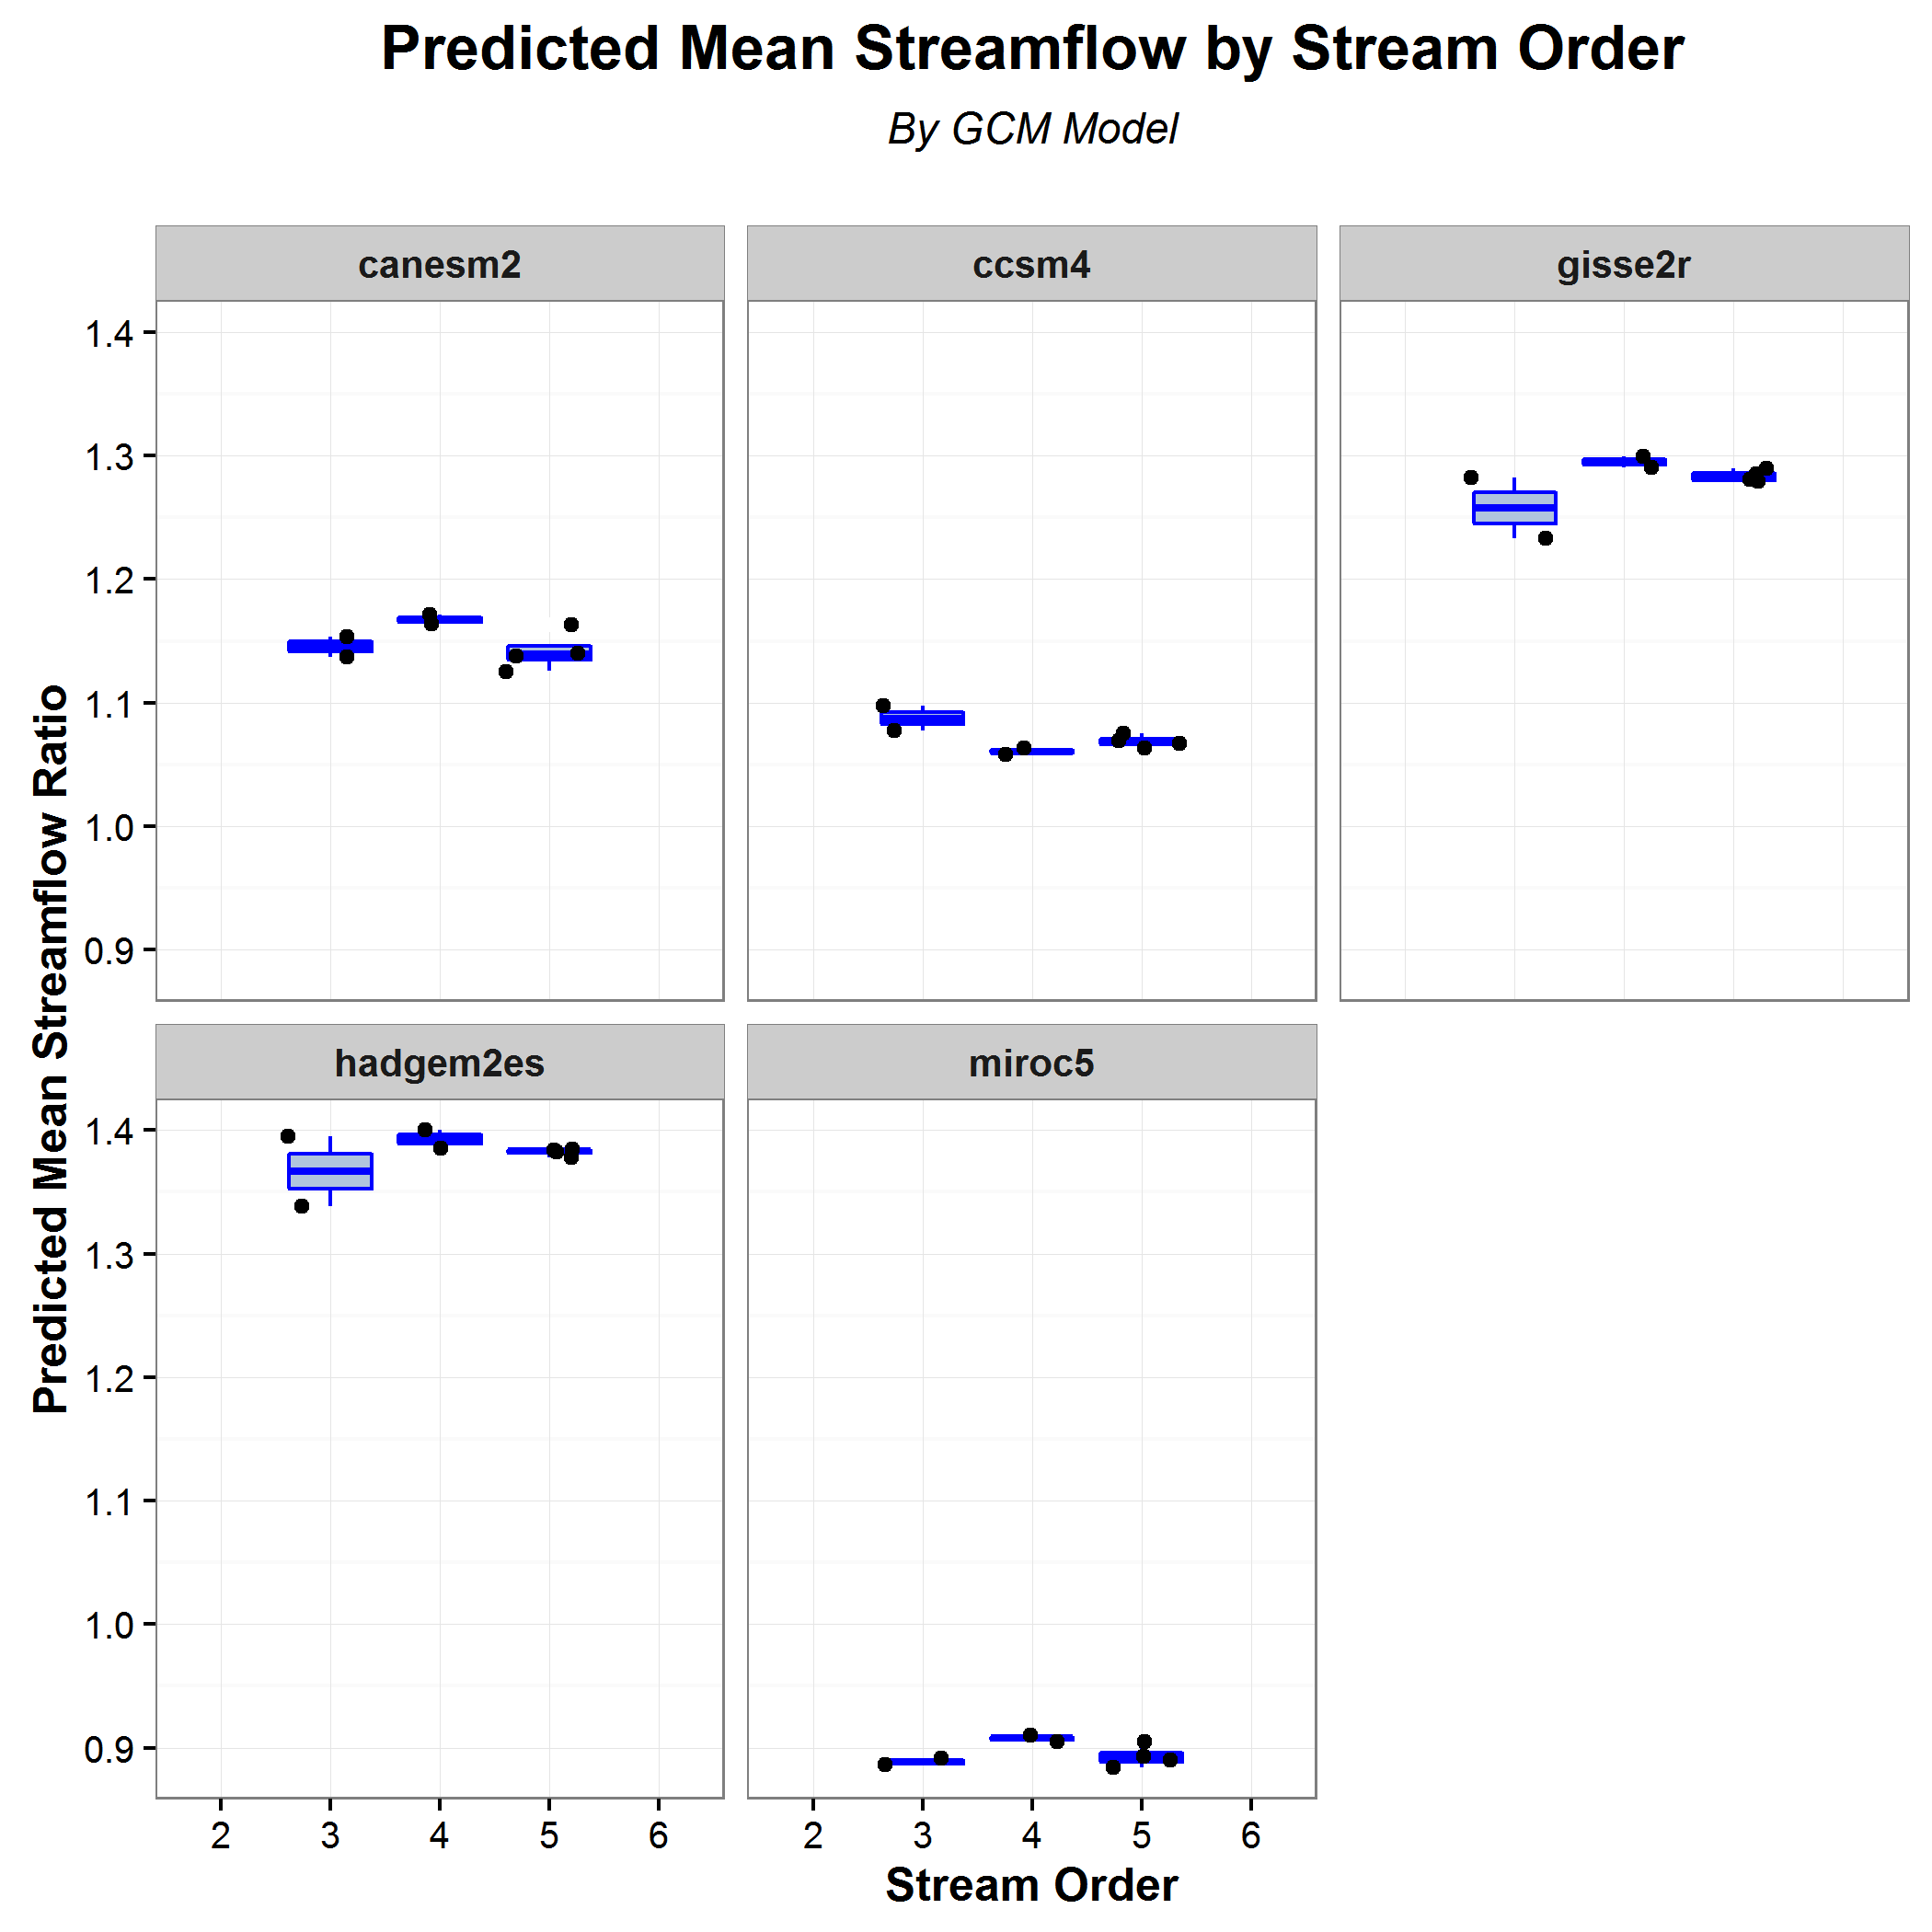 Predicted Mean Streamflow by Stream Order
By GCM Model
canesm2
ccsm4
gisse2r
1.4
1.3
1.2
1.1
1.0
0.9
Predicted Mean Streamflow Ratio
hadgem2es
miroc5
1.4
1.3
1.2
1.1
1.0
0.9
2 3 4 5 6
2 3 4 5 6
Stream Order